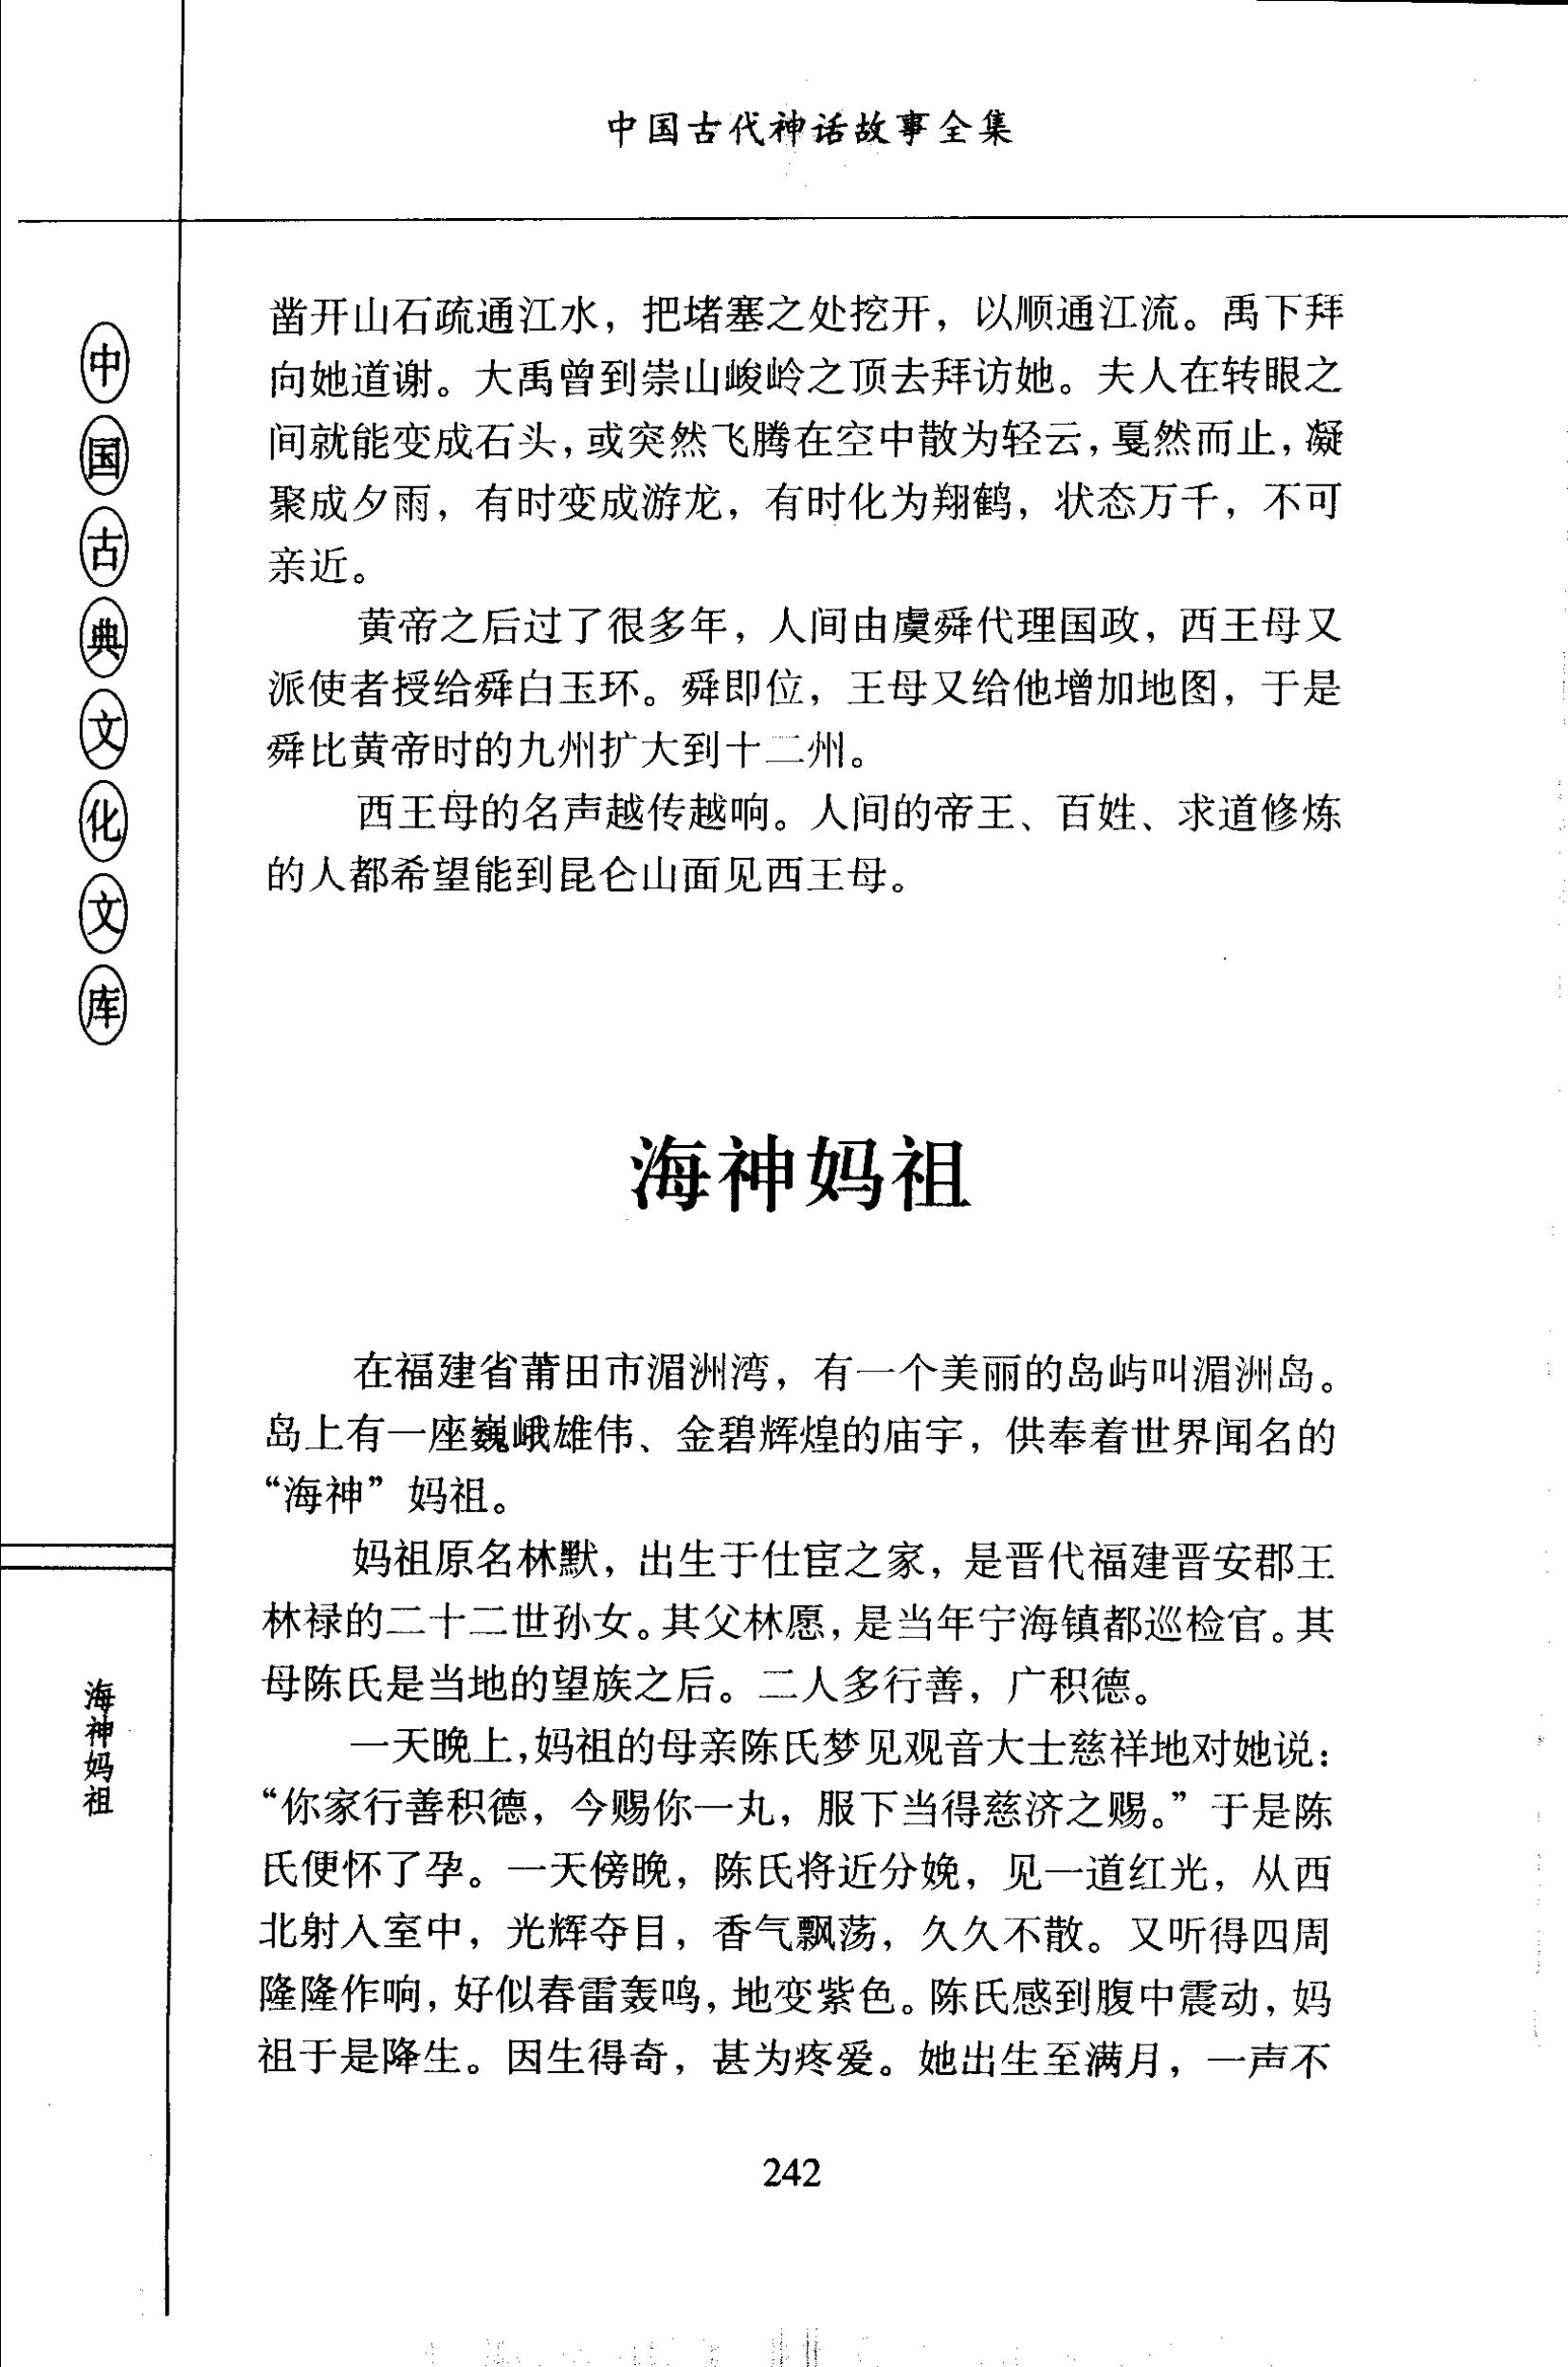 中国古代神话故事全集
中国古典文化文库
凿开山石疏通江水，把堵塞之处挖开，以顺通江流。禹下拜
向她道谢。大禹曾到崇山峻岭之顶去拜访她。夫人在转眼之
间就能变成石头，或突然飞腾在空中散为轻云，戛然而止，凝
聚成夕雨，有时变成游龙，有时化为翔鹤，状态万千，不可
亲近。
黄帝之后过了很多年，人间由虞舜代理国政，西王母又
派使者授给舜白玉环。舜即位，王母又给他增加地图，于是
舜比黄帝时的九州扩大到十二州。
西王母的名声越传越响。人间的帝王、百姓、求道修炼
的人都希望能到昆仑山面见西王母。
海神妈祖
在福建省莆田市湄洲湾，有一个美丽的岛屿叫湄洲岛。
岛上有一座巍峨雄伟、金碧辉煌的庙宇，供奉着世界闻名的
“海神”妈祖。
妈祖原名林默，出生于仕宦之家，是晋代福建晋安郡王
林禄的二十二世孙女。其父林愿，是当年宁海镇都巡检官。其
母陈氏是当地的望族之后。二人多行善，广积德。
一天晚上，妈祖的母亲陈氏梦见观音大士慈祥地对她说：
“你家行善积德，今赐你一丸，服下当得慈济之赐。”于是陈
氏便怀了孕。一天傍晚，陈氏将近分娩，见一道红光，从西
北射入室中，光辉夺目，香气飘荡，久久不散。又听得四周
隆隆作响，好似春雷轰鸣，地变紫色。陈氏感到腹中震动，妈
祖于是降生。因生得奇，甚为疼爱。她出生至满月，一声不
海神妈祖
242